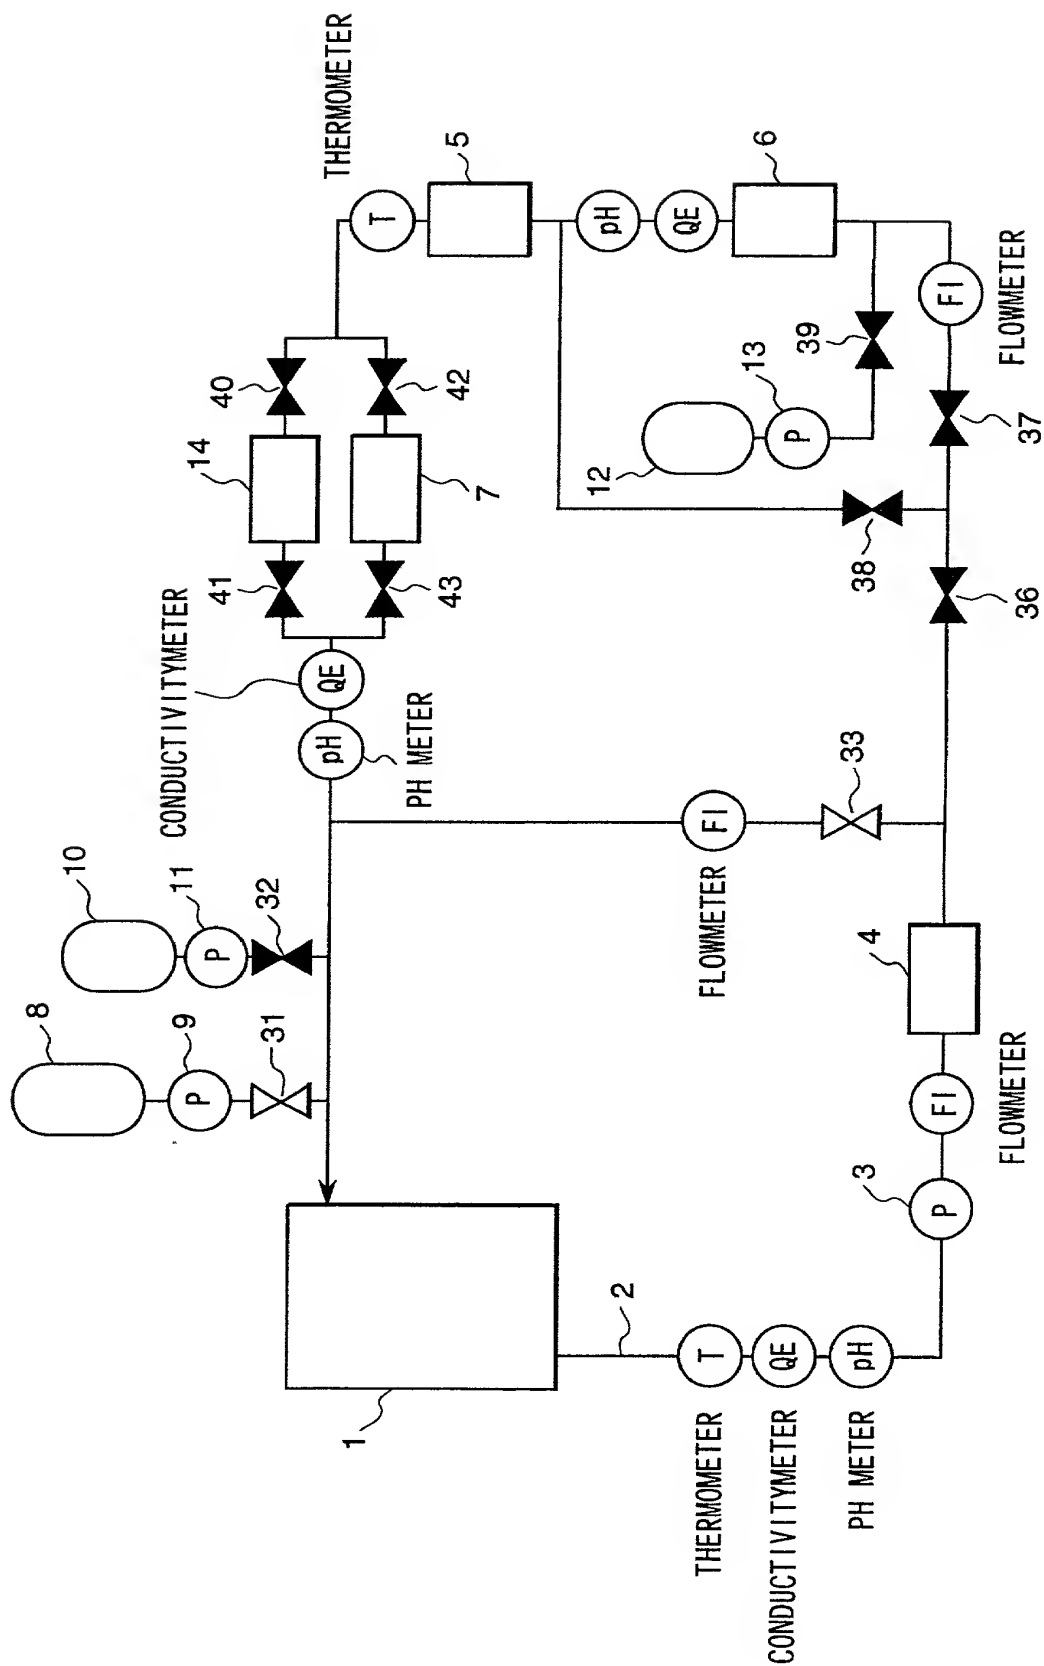 THERMOMETER
T
5
pH
QE
6
FI
FLOWMETER
40
42
14
7
41
43
12
P
13
39
37
38
36
CONDUCTIVITYMETER
QE
pH
PH METER
10
11
P
32
8
9
P
31
FLOWMETER
FI
33
4
FI
FLOWMETER
3
P
1
2
T
QE
pH
THERMOMETER
CONDUCTIVITYMETER
PH METER